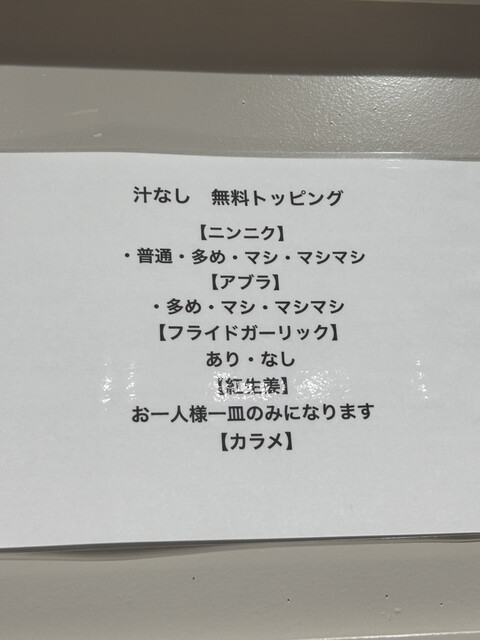 汁なし　無料トッピング
【ニンニク】
・普通・多め・マシ・マシマシ
【アブラ】
・多め・マシ・マシマシ
【フライドガーリック】
あり・なし
【紅生姜】
お一人様一皿のみになります
【カラメ】